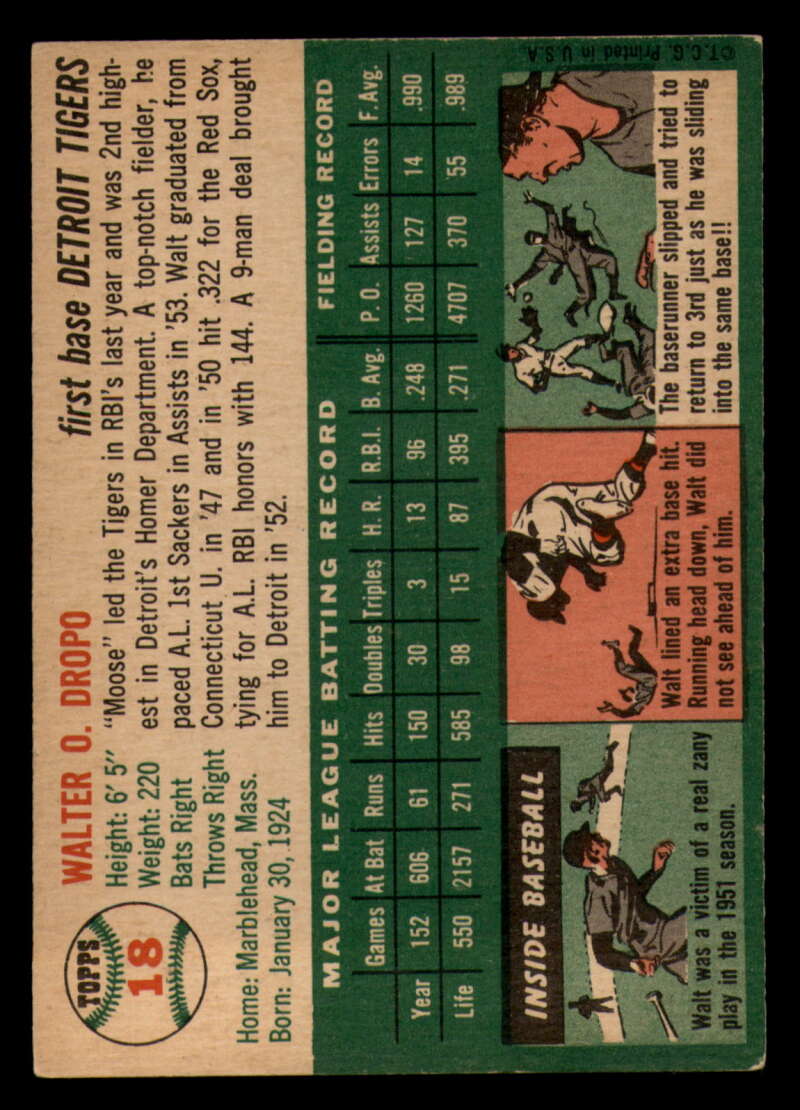 TOPPS
18
WALTER O. DROPO
first base DETROIT TIGERS
Height: 6' 5"
Weight: 220
Bats Right
Throws Right
Home: Marblehead, Mass.
Born: January 30, 1924
"Moose" led the Tigers in RBI's last year and was 2nd high-
est in Detroit's Homer Department. A top-notch fielder, he
paced A.L. 1st Sackers in Assists in '53. Walt graduated from
Connecticut U. in '47 and in '50 hit .322 for the Red Sox,
tying for A.L. RBI honors with 144. A 9-man deal brought
him to Detroit in '52.
MAJOR LEAGUE BATTING RECORD FIELDING RECORD
Games At Bat Runs Hits Doubles Triples H. R. R.B.I. B. Avg. P. O. Assists Errors F. Avg.
Year 152 606 61 150 30 3 13 96 .248 1260 127 14 .990
Life 550 2157 271 585 98 15 87 395 .271 4707 370 55 .989
INSIDE BASEBALL
Walt was a victim of a real zany
play in the 1951 season.
Walt lined an extra base hit.
Running head down, Walt did
not see ahead of him.
The baserunner slipped and tried to
return to 3rd just as he was sliding
into the same base!!
©T.C.G. Printed in U.S.A